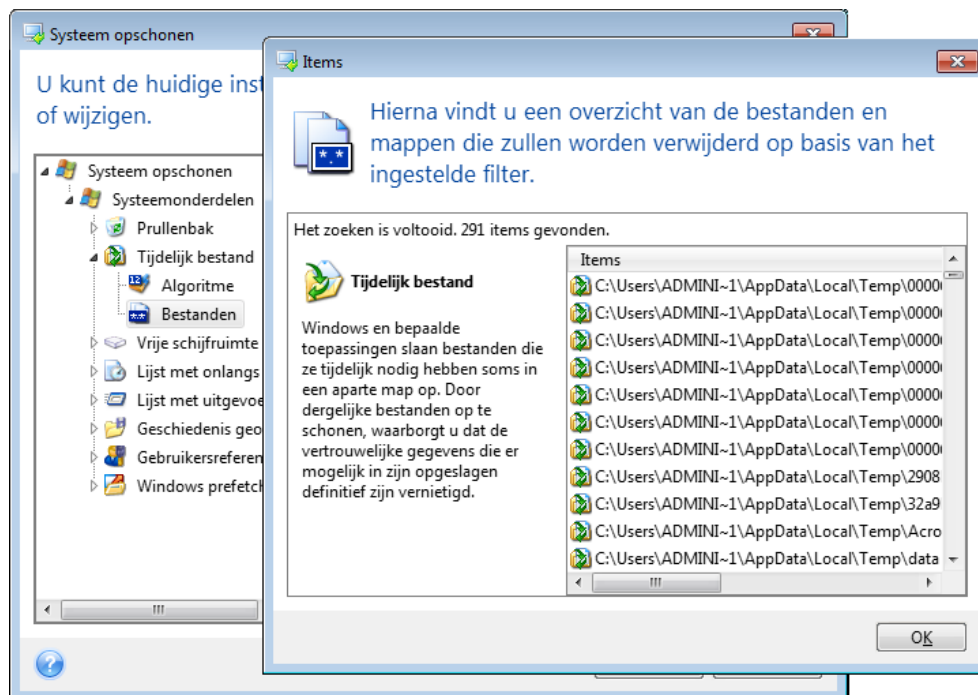 Systeem opschonen
U kunt de huidige inst
of wijzigen.
Systeem opschonen
Systeemonderdelen
Prullenbak
Tijdelijk bestand
Algoritme
Bestanden
Vrije schijfruimte
Lijst met onlangs
Lijst met uitgevoe
Geschiedenis geo
Gebruikersreferen
Windows prefetch
Items
Hierna vindt u een overzicht van de bestanden en
mappen die zullen worden verwijderd op basis van het
ingestelde filter.
Het zoeken is voltooid. 291 items gevonden.
Tijdelijk bestand
Windows en bepaalde
toepassingen slaan bestanden die
ze tijdelijk nodig hebben soms in
een aparte map op. Door
dergelijke bestanden op te
schonen, waarborgt u dat de
vertrouwelijke gegevens die er
mogelijk in zijn opgeslagen
definitief zijn vernietigd.
Items
C:\Users\ADMINI~1\AppData\Local\Temp\0000
C:\Users\ADMINI~1\AppData\Local\Temp\0000
C:\Users\ADMINI~1\AppData\Local\Temp\0000
C:\Users\ADMINI~1\AppData\Local\Temp\0000
C:\Users\ADMINI~1\AppData\Local\Temp\0000
C:\Users\ADMINI~1\AppData\Local\Temp\0000
C:\Users\ADMINI~1\AppData\Local\Temp\0000
C:\Users\ADMINI~1\AppData\Local\Temp\2908
C:\Users\ADMINI~1\AppData\Local\Temp\32a9
C:\Users\ADMINI~1\AppData\Local\Temp\Acro
C:\Users\ADMINI~1\AppData\Local\Temp\data
OK